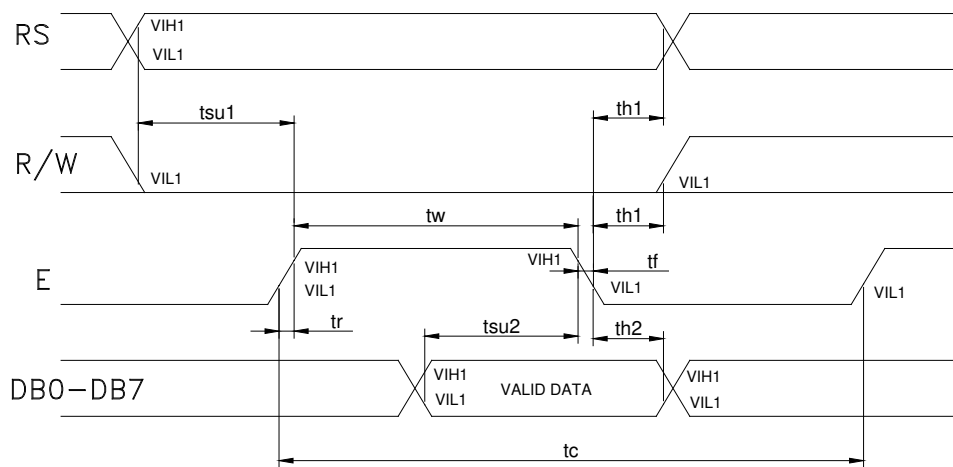 RS
VIH1
VIL1
tsu1
th1
R/W
VIL1
VIL1
tw
th1
E
VIH1
VIL1
VIH1
tf
VIL1
VIL1
tr
tsu2
th2
DB0-DB7
VIH1
VIL1
VALID DATA
VIH1
VIL1
tc